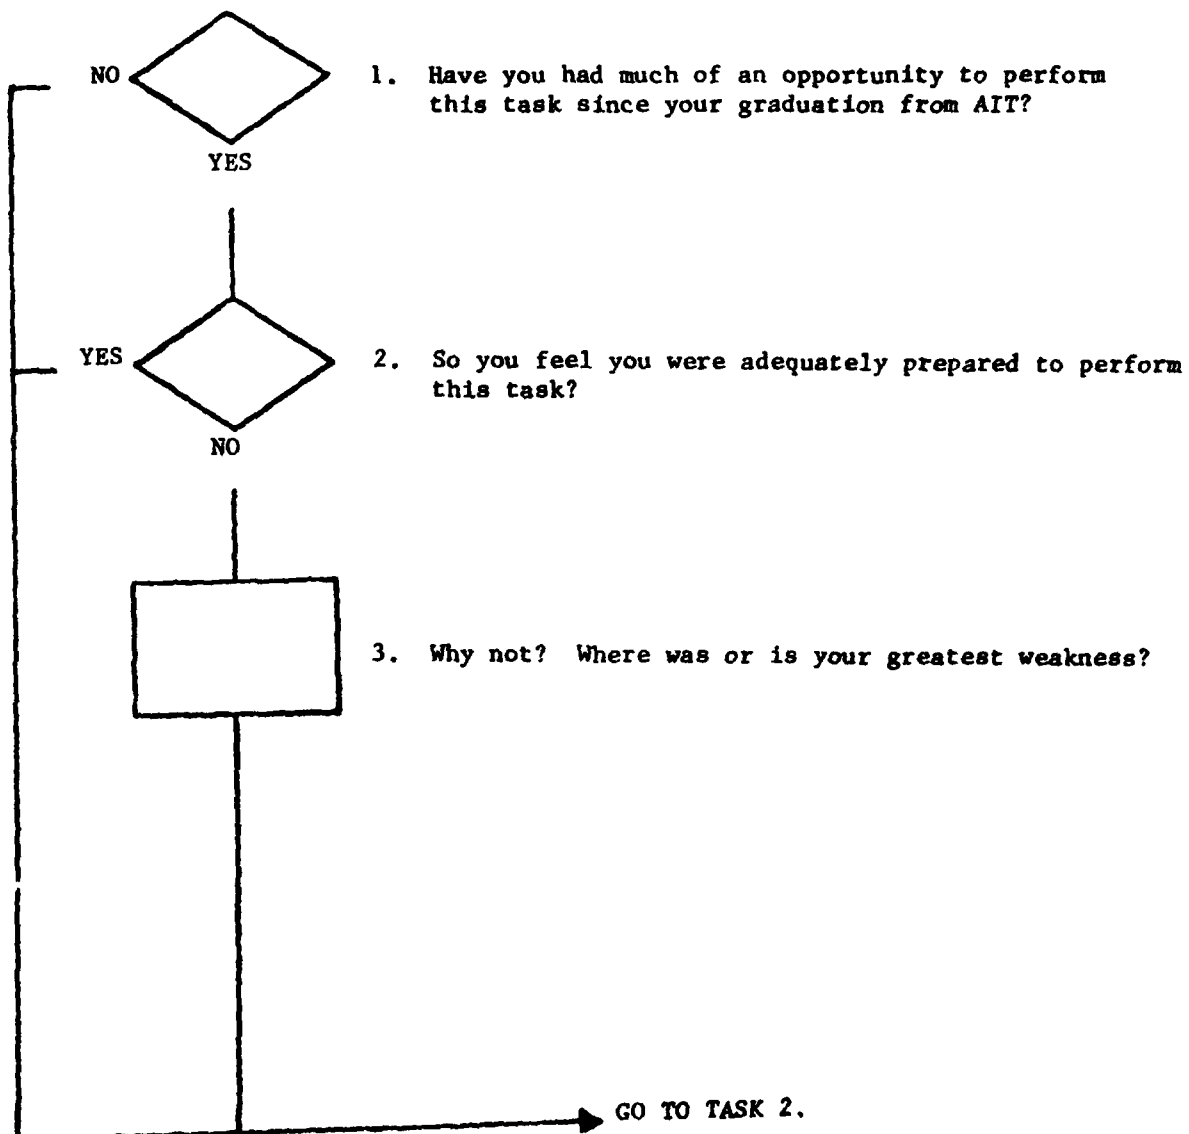 NO
1. Have you had much of an opportunity to perform
this task since your graduation from AIT?
YES
YES
2. So you feel you were adequately prepared to perform
this task?
NO
3. Why not? Where was or is your greatest weakness?
GO TO TASK 2.